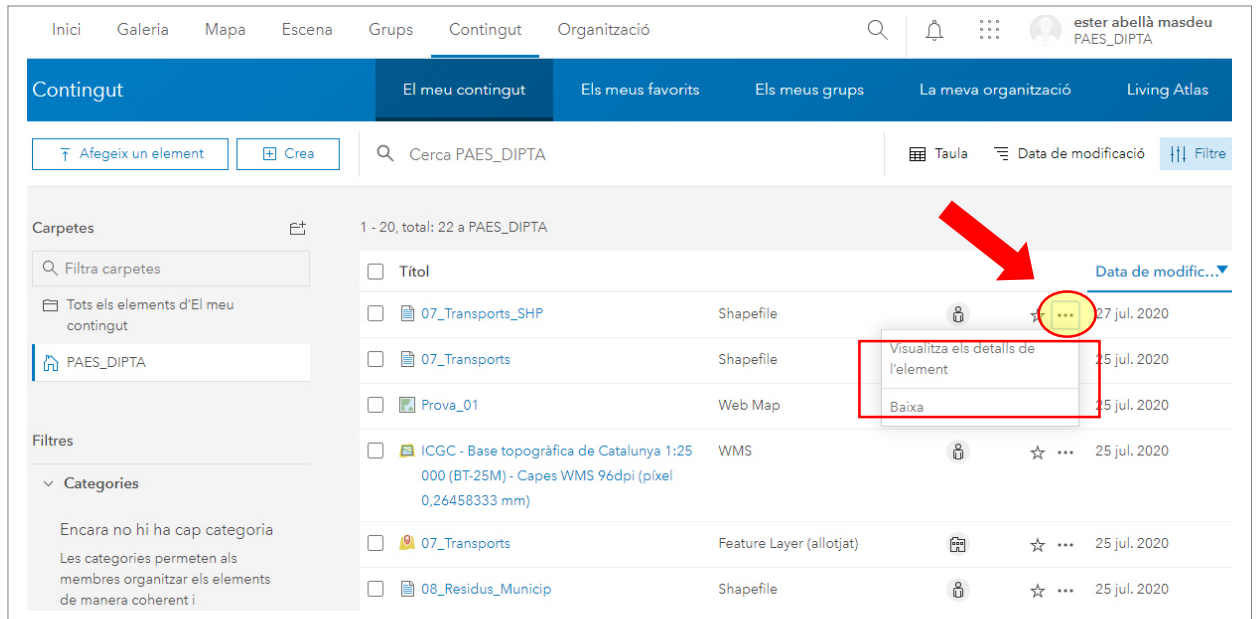 Inici Galeria Mapa Escena Grups Contingut Organització ester abellà masdeu
PAES_DIPTA
Contingut El meu contingut Els meus favorits Els meus grups La meva organització Living Atlas
Afegeix un element Crea Cerca PAES_DIPTA Taula Data de modificació Filtre
Carpetes 1 - 20, total: 22 a PAES_DIPTA
Filtra carpetes Títol Data de modific...
Tots els elements d'El meu
contingut
07_Transports_SHP Shapefile 27 jul. 2020
Visualitza els detalls de
l'element
PAES_DIPTA 07_Transports Shapefile 25 jul. 2020
Prova_01 Web Map Baixa 25 jul. 2020
Filtres
ICGC - Base topogràfica de Catalunya 1:25 WMS 25 jul. 2020
000 (BT-25M) - Capes WMS 96dpi (píxel
0,26458333 mm)
Categories
Encara no hi ha cap categoria
Les categories permeten als
membres organitzar els elements
de manera coherent i
07_Transports Feature Layer (allotjat) 25 jul. 2020
08_Residus_Municip Shapefile 25 jul. 2020